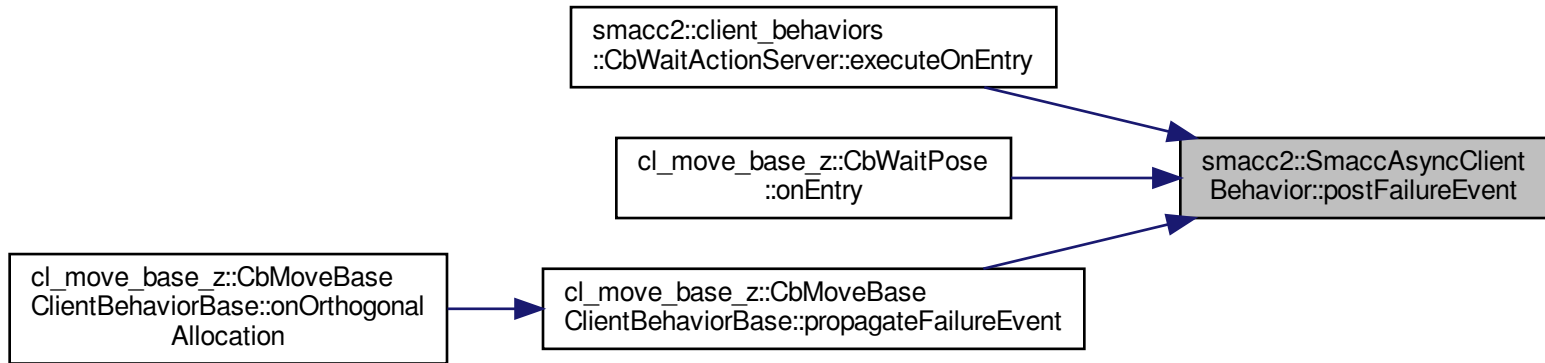 smacc2::client_behaviors
::CbWaitActionServer::executeOnEntry
cl_move_base_z::CbWaitPose
::onEntry
smacc2::SmaccAsyncClient
Behavior::postFailureEvent
cl_move_base_z::CbMoveBase
ClientBehaviorBase::onOrthogonal
Allocation
cl_move_base_z::CbMoveBase
ClientBehaviorBase::propagateFailureEvent